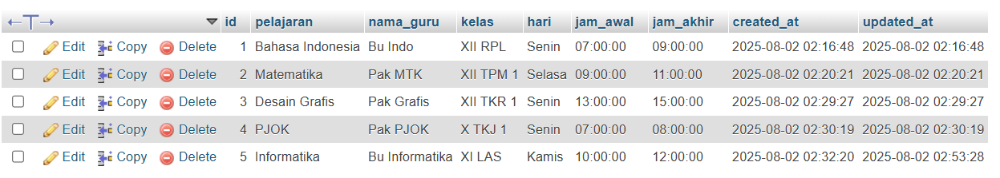 id pelajaran nama_guru kelas hari jam_awal jam_akhir created_at updated_at
Edit Copy Delete 1 Bahasa Indonesia Bu Indo XII RPL Senin 07:00:00 09:00:00 2025-08-02 02:16:48 2025-08-02 02:16:48
Edit Copy Delete 2 Matematika Pak MTK XII TPM 1 Selasa 09:00:00 11:00:00 2025-08-02 02:20:21 2025-08-02 02:20:21
Edit Copy Delete 3 Desain Grafis Pak Grafis XII TKR 1 Senin 13:00:00 15:00:00 2025-08-02 02:29:27 2025-08-02 02:29:27
Edit Copy Delete 4 PJOK Pak PJOK X TKJ 1 Senin 07:00:00 08:00:00 2025-08-02 02:30:19 2025-08-02 02:30:19
Edit Copy Delete 5 Informatika Bu Informatika XI LAS Kamis 10:00:00 12:00:00 2025-08-02 02:32:20 2025-08-02 02:53:28